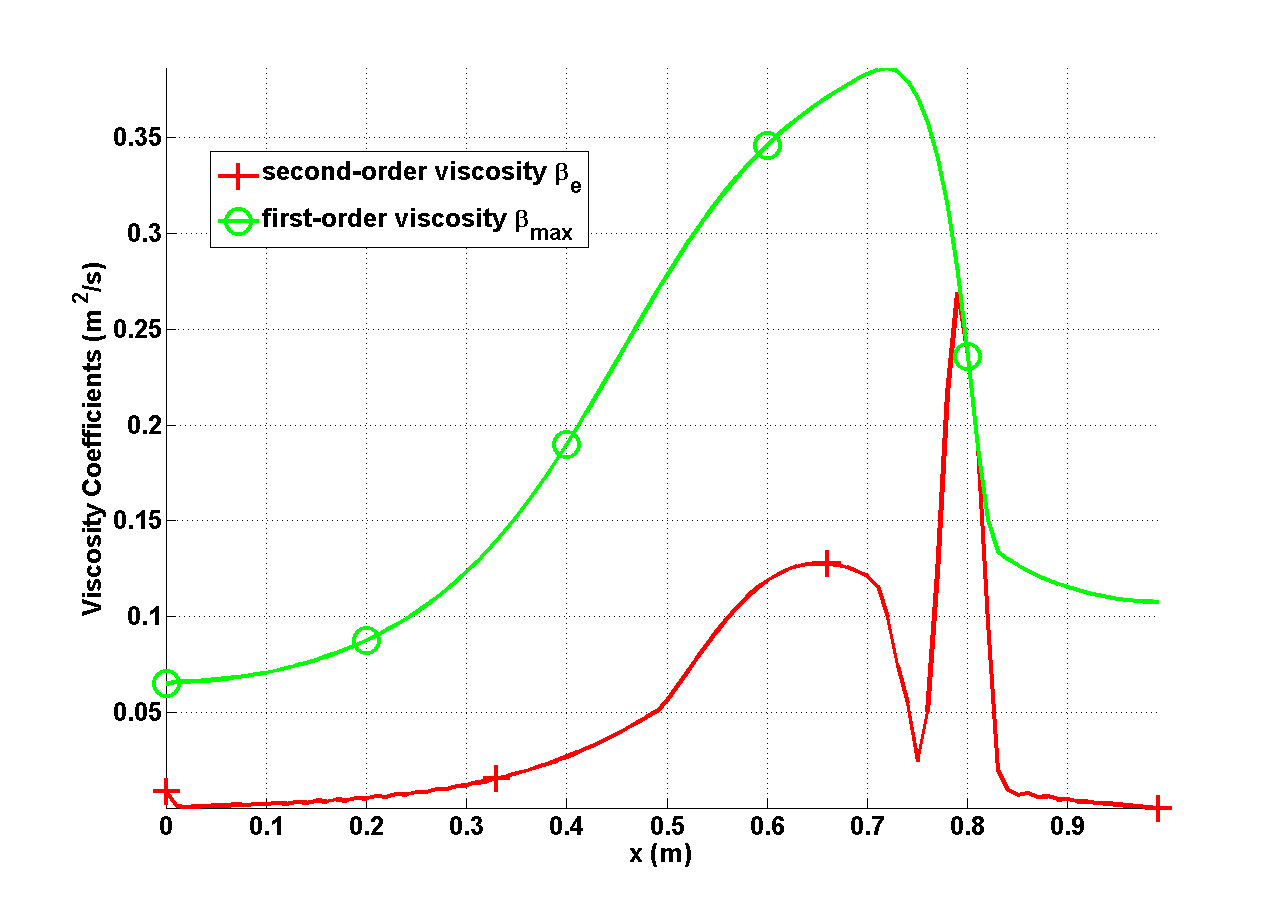 0.35
0.3
0.25
0.2
0.15
0.1
0.05
Viscosity Coefficients (m ²/s)
second-order viscosity βₑ
first-order viscosity β_max
0 0.1 0.2 0.3 0.4 0.5 0.6 0.7 0.8 0.9
x (m)